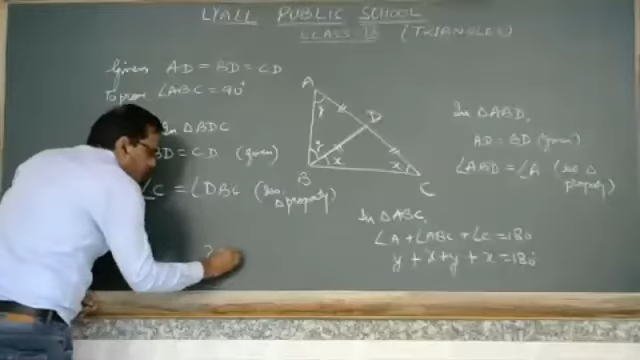 LYALL PUBLIC SCHOOL
CLASS IX (TRIANGLES)
Given AD = BD = CD
To prove ∠ABC = 90°
In △BDC
BD = CD (given)
∠C = ∠DBC (iso. △ property)
A
y
D
y
x
x
B
C
In △ABD,
AD = BD (given)
∠ABD = ∠A (iso △ property)
In △ABC,
∠A + ∠ABC + ∠C = 180
y + x + y + x = 180